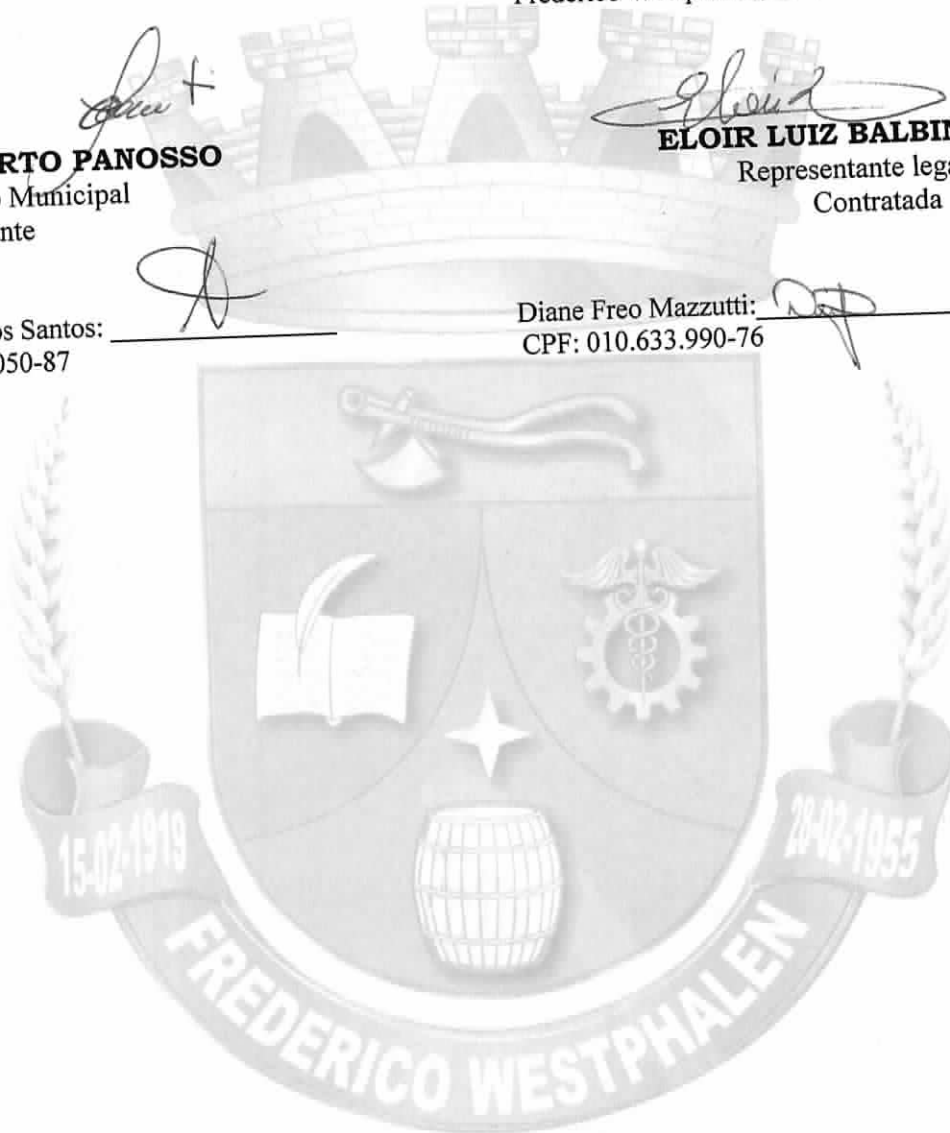 RTO PANOSSO
Municipal
nte
ELOIR LUIZ BALBIN
Representante lega
Contratada
os Santos:
050-87
Diane Freo Mazzutti:
CPF: 010.633.990-76
15-02-1919
28-02-1955
FREDERICO WESTPHALEN